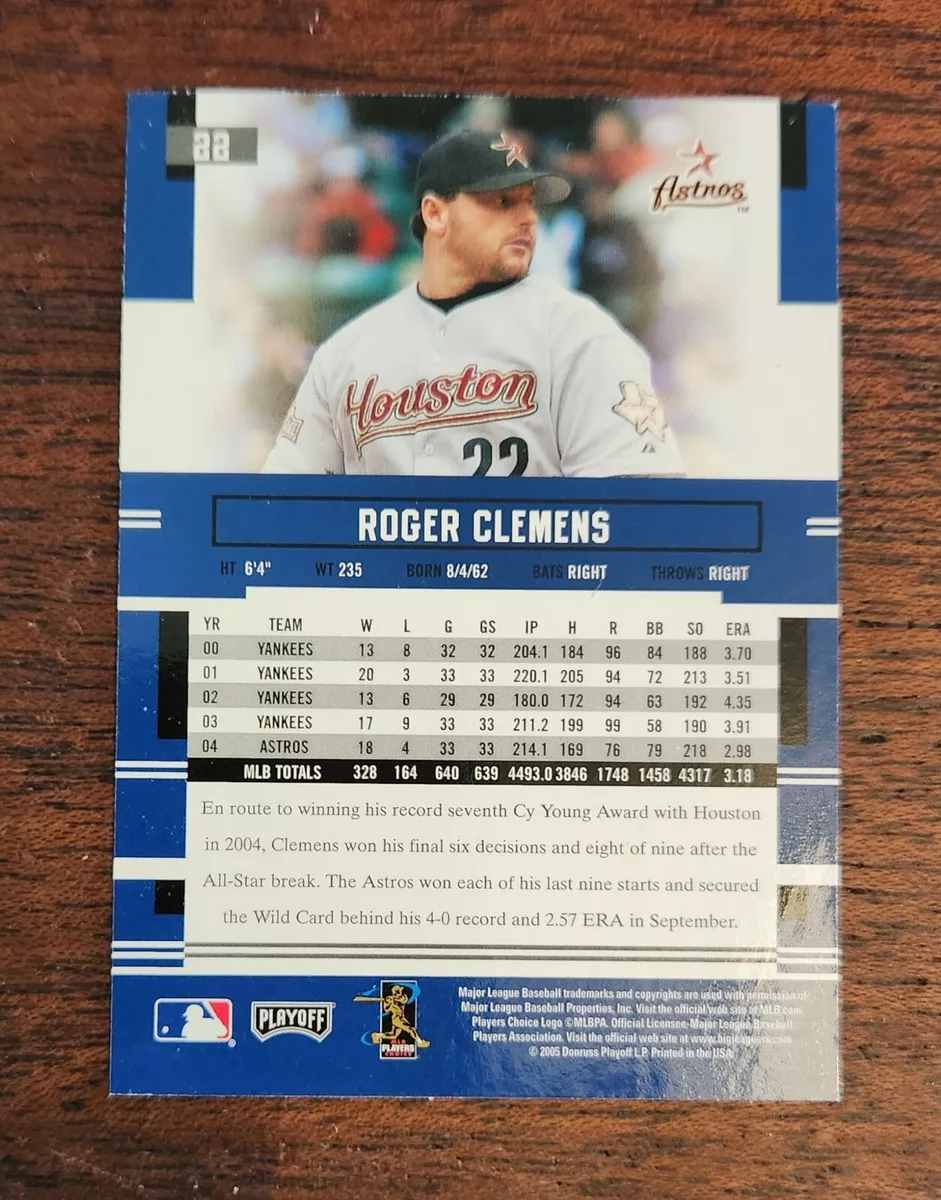 22
Astros
TM
Houston
22
ROGER CLEMENS
HT 6'4" WT 235 BORN 8/4/62 BATS RIGHT THROWS RIGHT
YR TEAM W L G GS IP H R BB SO ERA
00 YANKEES 13 8 32 32 204.1 184 96 84 188 3.70
01 YANKEES 20 3 33 33 220.1 205 94 72 213 3.51
02 YANKEES 13 6 29 29 180.0 172 94 63 192 4.35
03 YANKEES 17 9 33 33 211.2 199 99 58 190 3.91
04 ASTROS 18 4 33 33 214.1 169 76 79 218 2.98
MLB TOTALS 328 164 640 639 4493.0 3846 1748 1458 4317 3.18
En route to winning his record seventh Cy Young Award with Houston
in 2004, Clemens won his final six decisions and eight of nine after the
All-Star break. The Astros won each of his last nine starts and secured
the Wild Card behind his 4-0 record and 2.57 ERA in September.
PLAYOFF
MLB
PLAYERS
CHOICE
Major League Baseball trademarks and copyrights are used with permission of
Major League Baseball Properties, Inc. Visit the official web site at MLB.com.
Players Choice Logo ©MLBPA. Official Licensee-Major League Baseball
Players Association. Visit the official web site at www.bigleaguers.com
© 2005 Donruss Playoff L.P. Printed in the USA.